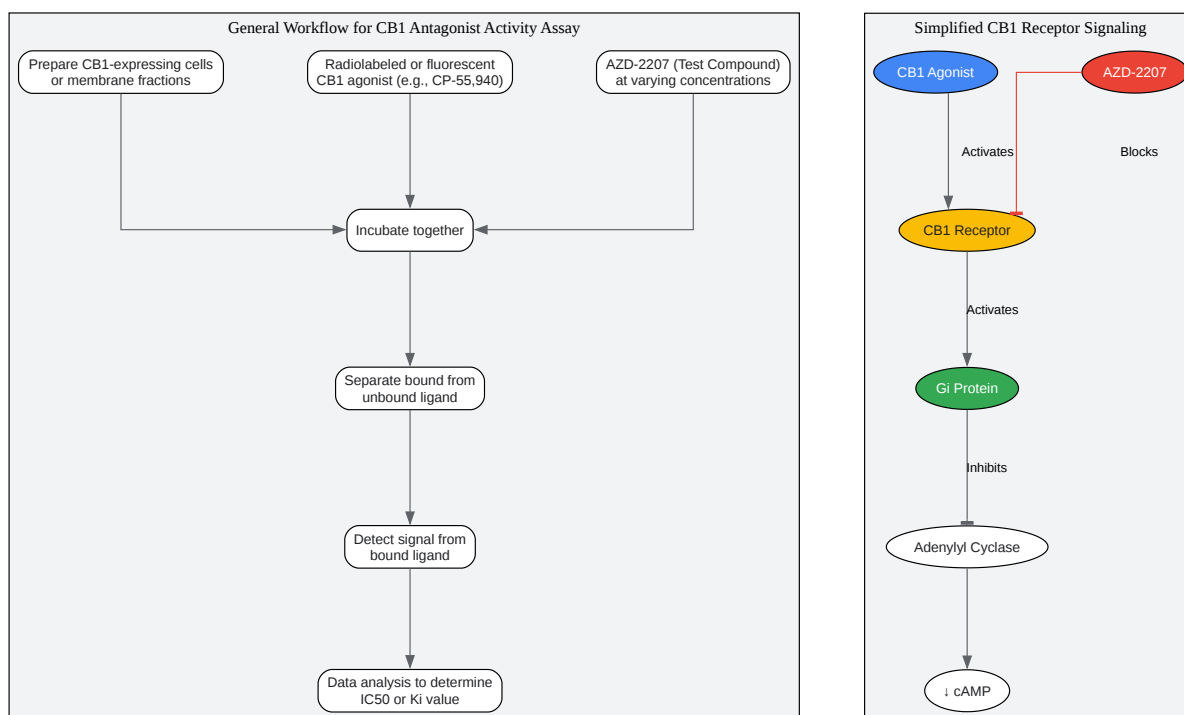 General Workflow for CB1 Antagonist Activity Assay
Prepare CB1-expressing cells
or membrane fractions
Radiolabeled or fluorescent
CB1 agonist (e.g., CP-55,940)
AZD-2207 (Test Compound)
at varying concentrations
Incubate together
Separate bound from
unbound ligand
Detect signal from
bound ligand
Data analysis to determine
IC50 or Ki value
Simplified CB1 Receptor Signaling
CB1 Agonist
AZD-2207
Activates
Blocks
CB1 Receptor
Activates
Gi Protein
Inhibits
Adenylyl Cyclase
↓ cAMP